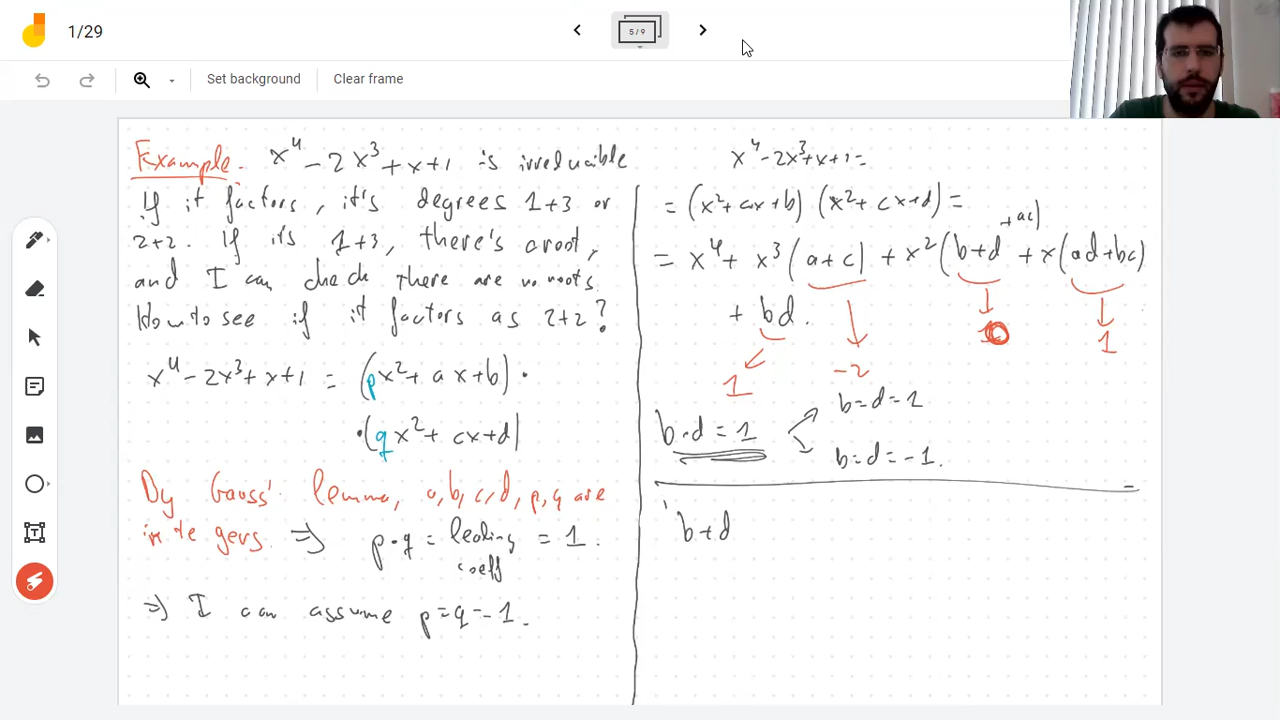 1/29
5/9
Set background
Clear frame
Example. x⁴ - 2x³ + x + 1 is irreducible
If it factors, it's degrees 1+3 or
2+2. If it's 1+3, there's a root,
and I can check there are no roots.
How to see if it factors as 2+2?
x⁴ - 2x³ + x + 1 = (px² + ax + b) ·
·(qx² + cx + d)
By Gauss' lemma, a, b, c, d, p, q are
integers ⇒ p·q = leading coeff = 1.
⇒ I can assume p = q = 1.
x⁴ - 2x³ + x + 1 =
= (x² + ax + b) (x² + cx + d) =
= x⁴ + x³ (a + c) + x² (b + d + ac) + x (ad + bc)
+ bd.
1
-2
0
1
b·d = 1
b = d = 1
b = d = -1.
b + d